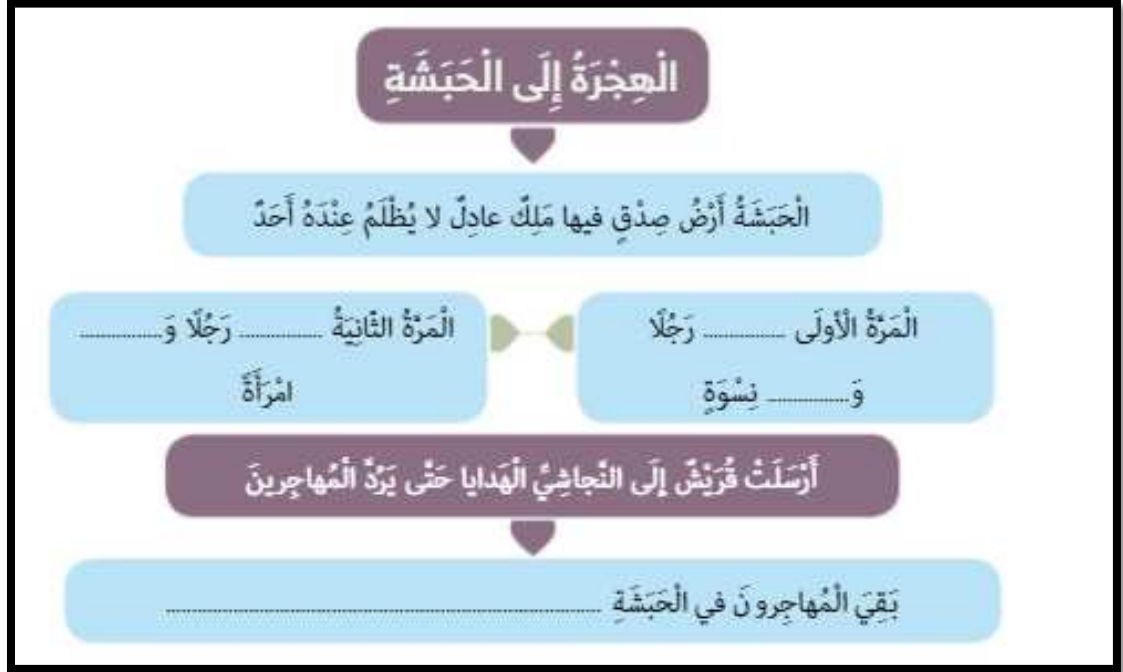 الْهِجْرَةُ إِلَى الْحَبَشَةِ
الْحَبَشَةُ أَرْضُ صِدْقٍ فيها مَلِكٌ عادِلٌ لا يُظْلَمُ عِنْدَهُ أَحَدٌ
الْمَرَّةُ الْأولَى .............. رَجُلًا
وَ.............. نِسْوَةٍ
الْمَرَّةُ الثّانِيَةُ .............. رَجُلًا وَ..............
امْرَأَةً
أَرْسَلَتْ قُرَيْشٌ إِلَى النَّجاشِيِّ الْهَدايا حَتّى يَرُدَّ الْمُهاجِرينَ
بَقِيَ الْمُهاجِرونَ في الْحَبَشَةِ ..............................................................